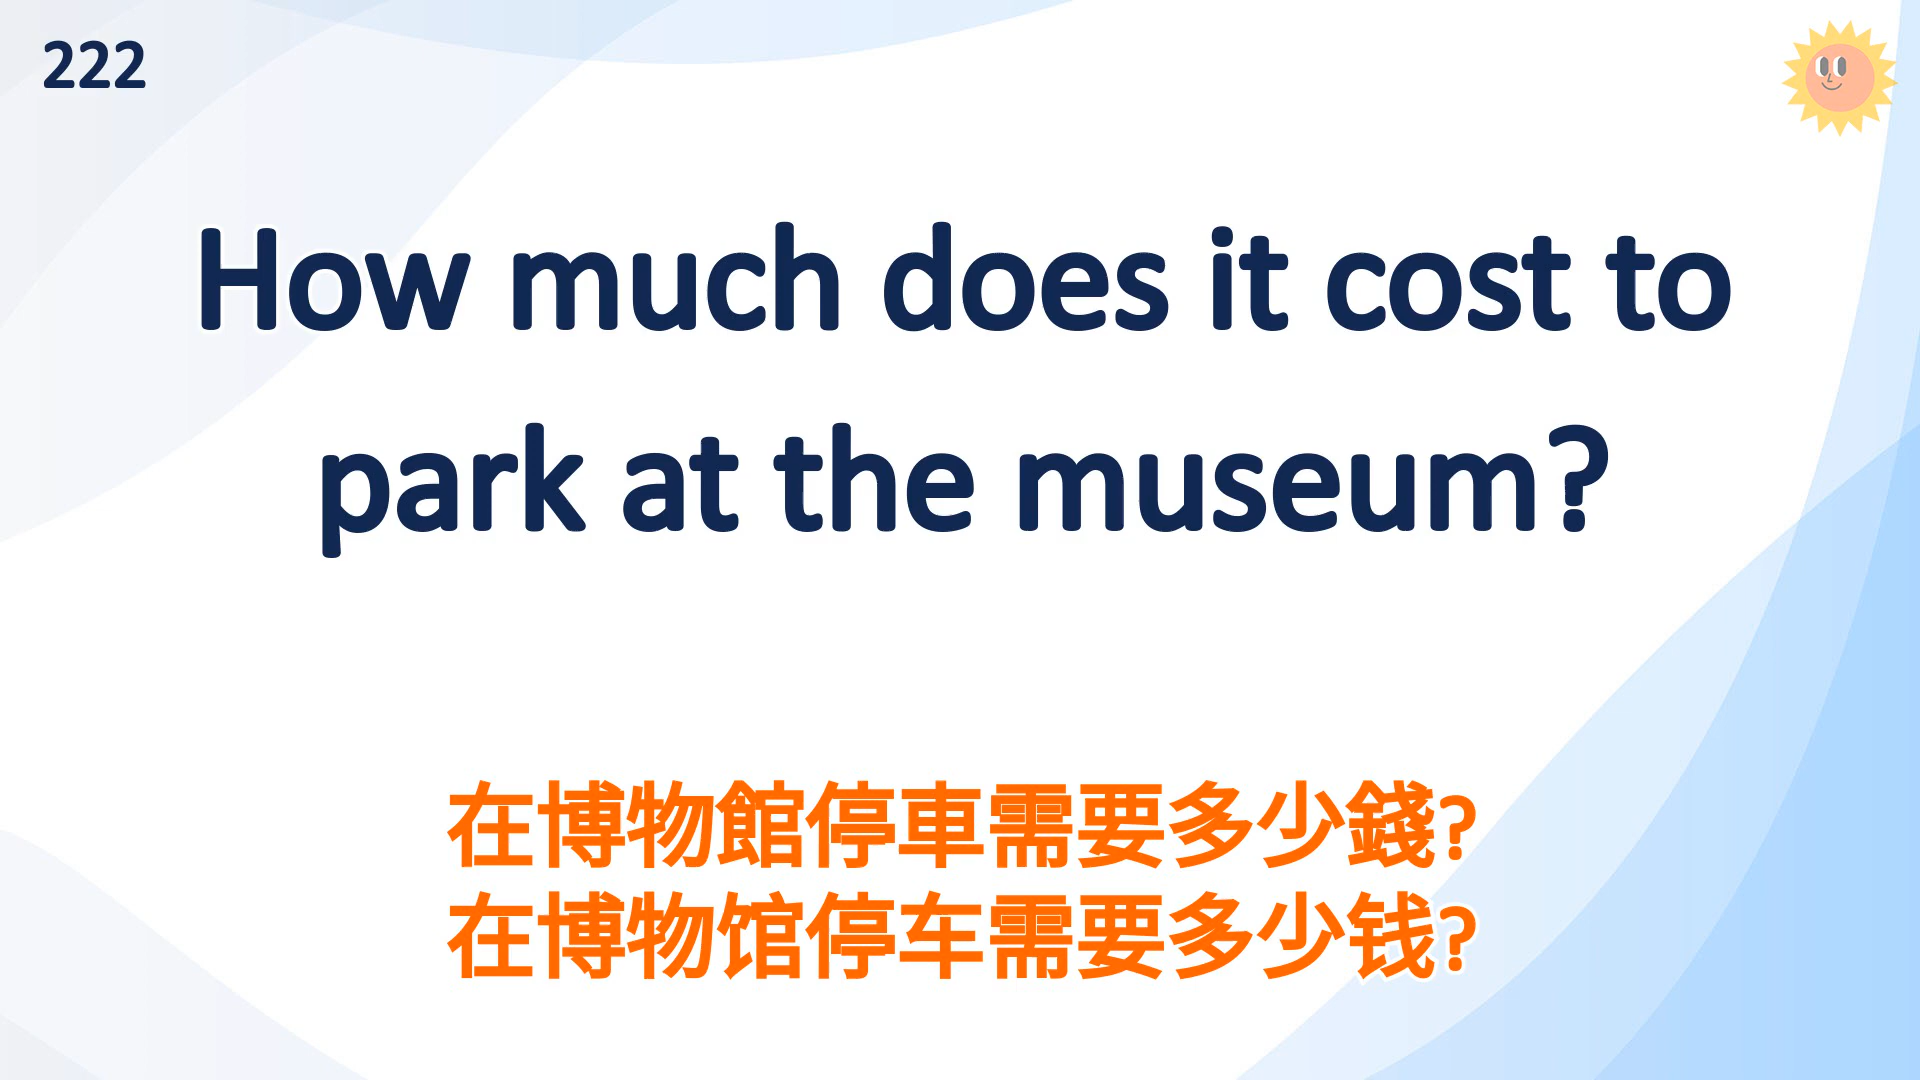 222
How much does it cost to
park at the museum?
在博物館停車需要多少錢?
在博物馆停车需要多少钱?